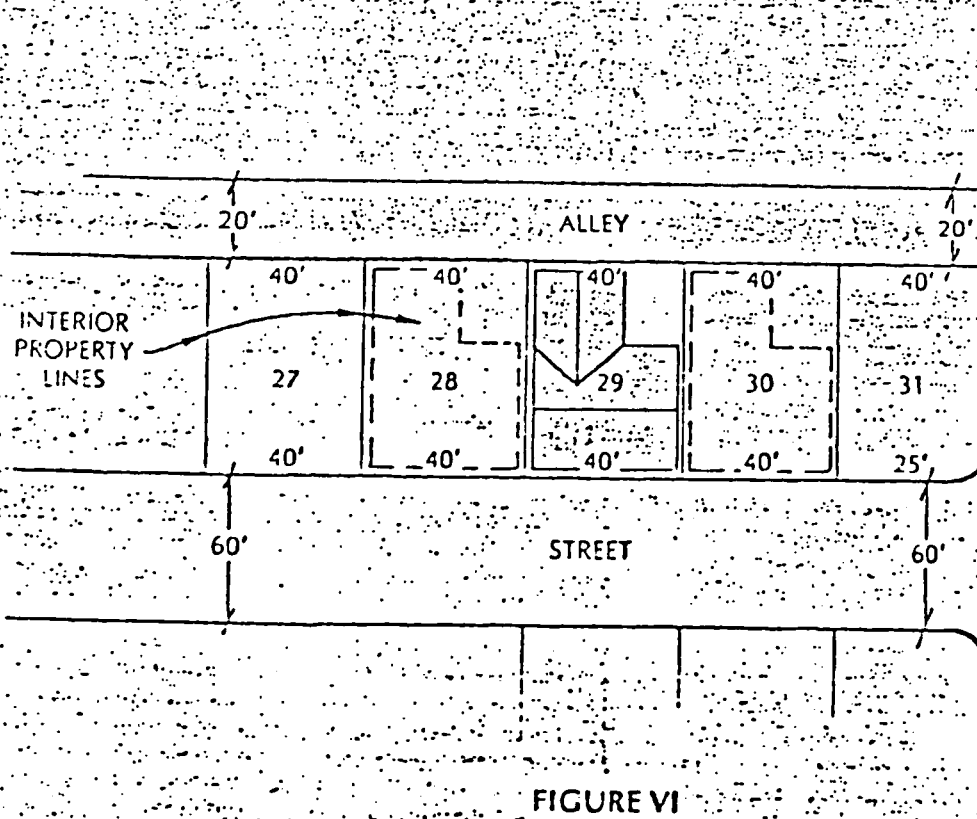 20' ALLEY 20'
40' 40' 40' 40' 40'
INTERIOR
PROPERTY
LINES
27 28 29 30 31
40' 40' 40' 40' 25'
60' STREET 60'
FIGURE VI